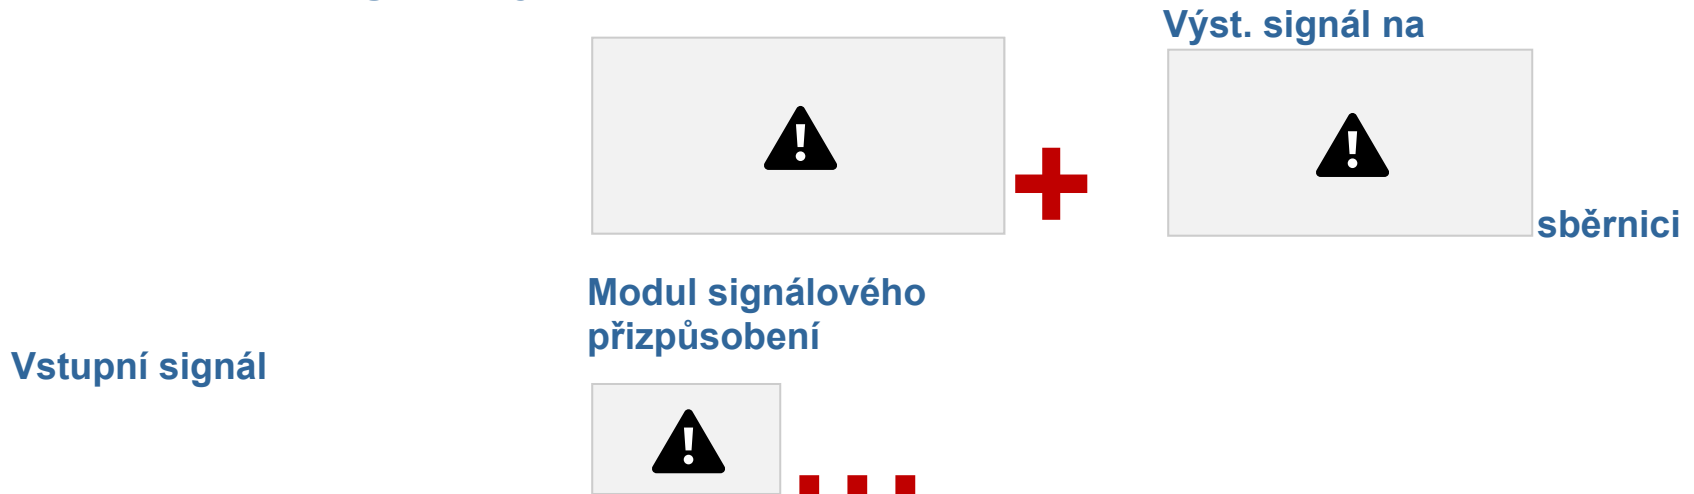 Výst. signál na
+
sběrnici
Modul signálového
přizpůsobení
Vstupní signál
...